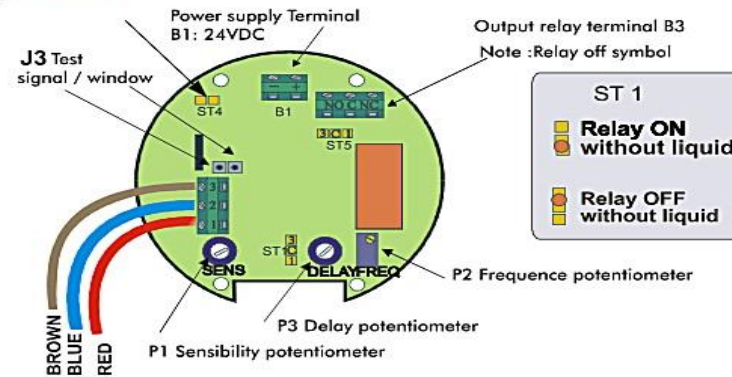 Power supply Terminal
B1: 24VDC
Output relay terminal B3
Note :Relay off symbol
J3 Test
signal / window
ST4
- +
B1
NO C NC
3 C 1
ST5
ST 1
Relay ON
without liquid
Relay OFF
without liquid
3
2
1
SENS
ST1
3
C
1
DELAY
FREQ
P2 Frequence potentiometer
P3 Delay potentiometer
P1 Sensibility potentiometer
BROWN
BLUE
RED